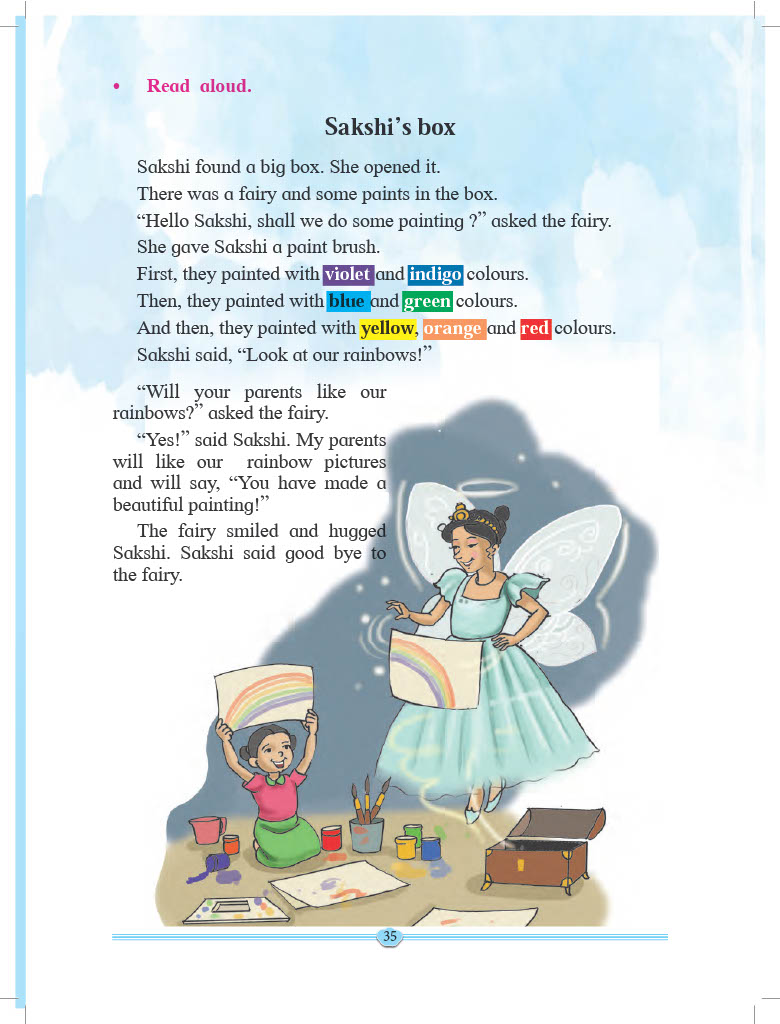 • Read aloud.
Sakshi’s box
Sakshi found a big box. She opened it.
There was a fairy and some paints in the box.
“Hello Sakshi, shall we do some painting ?” asked the fairy.
She gave Sakshi a paint brush.
First, they painted with violet and indigo colours.
Then, they painted with blue and green colours.
And then, they painted with yellow, orange and red colours.
Sakshi said, “Look at our rainbows!”
“Will your parents like our
rainbows?” asked the fairy.
“Yes!” said Sakshi. My parents
will like our rainbow pictures
and will say, “You have made a
beautiful painting!”
The fairy smiled and hugged
Sakshi. Sakshi said good bye to
the fairy.
35